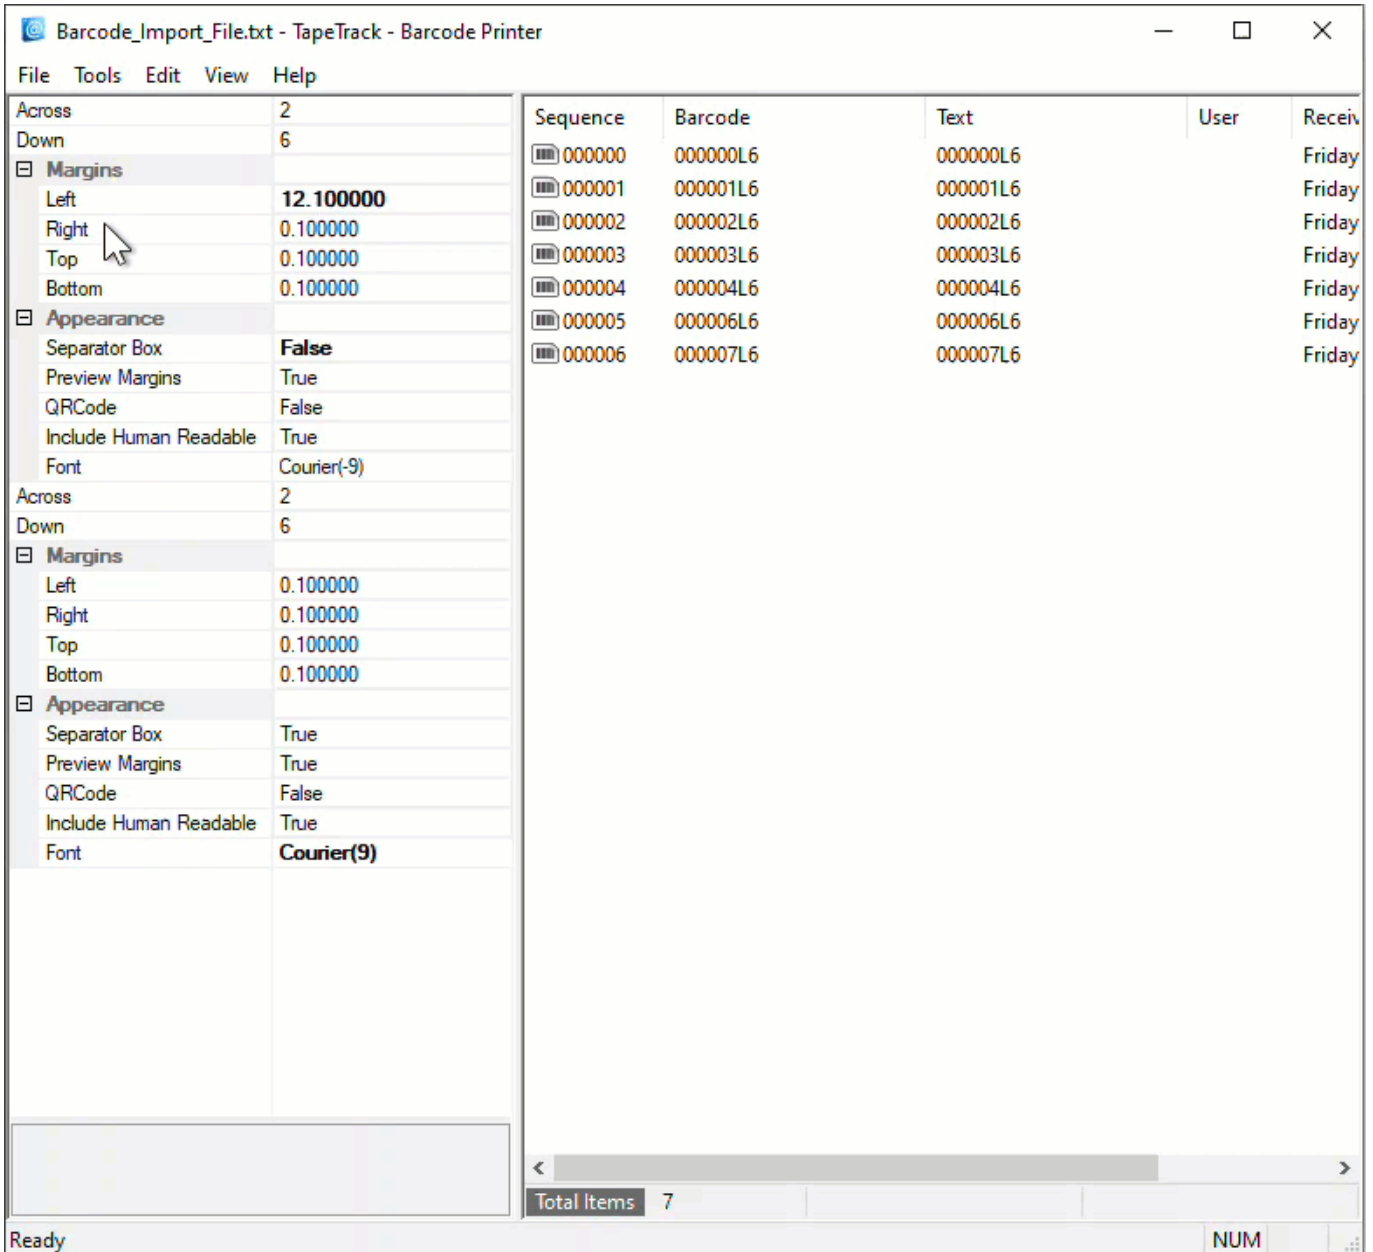 Barcode_Import_File.txt - TapeTrack - Barcode Printer
File Tools Edit View Help
Across 2
Down 6
Margins
Left 12.100000
Right 0.100000
Top 0.100000
Bottom 0.100000
Appearance
Separator Box False
Preview Margins True
QRCode False
Include Human Readable True
Font Courier(-9)
Across 2
Down 6
Margins
Left 0.100000
Right 0.100000
Top 0.100000
Bottom 0.100000
Appearance
Separator Box True
Preview Margins True
QRCode False
Include Human Readable True
Font Courier(9)
Sequence Barcode Text User Receiv
000000 000000L6 000000L6 Friday
000001 000001L6 000001L6 Friday
000002 000002L6 000002L6 Friday
000003 000003L6 000003L6 Friday
000004 000004L6 000004L6 Friday
000005 000006L6 000006L6 Friday
000006 000007L6 000007L6 Friday
Total Items 7
Ready NUM